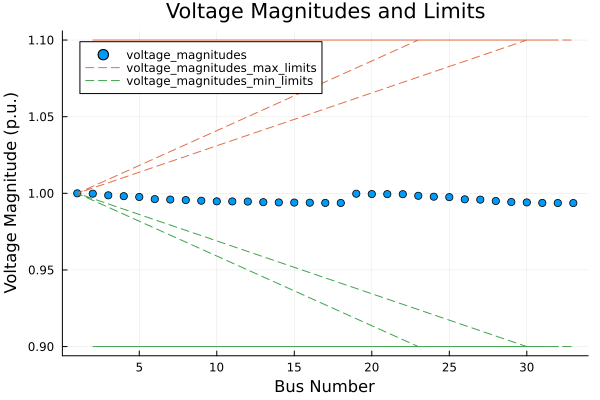 Voltage Magnitudes and Limits
voltage_magnitudes
voltage_magnitudes_max_limits
voltage_magnitudes_min_limits
Voltage Magnitude (p.u.)
1.10
1.05
1.00
0.95
0.90
5 10 15 20 25 30
Bus Number